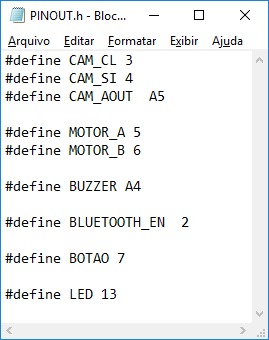 PINOUT.h - Bloc...
Arquivo Editar Formatar Exibir Ajuda
#define CAM_CL 3
#define CAM_SI 4
#define CAM_AOUT  A5
#define MOTOR_A 5
#define MOTOR_B 6
#define BUZZER A4
#define BLUETOOTH_EN  2
#define BOTAO 7
#define LED 13